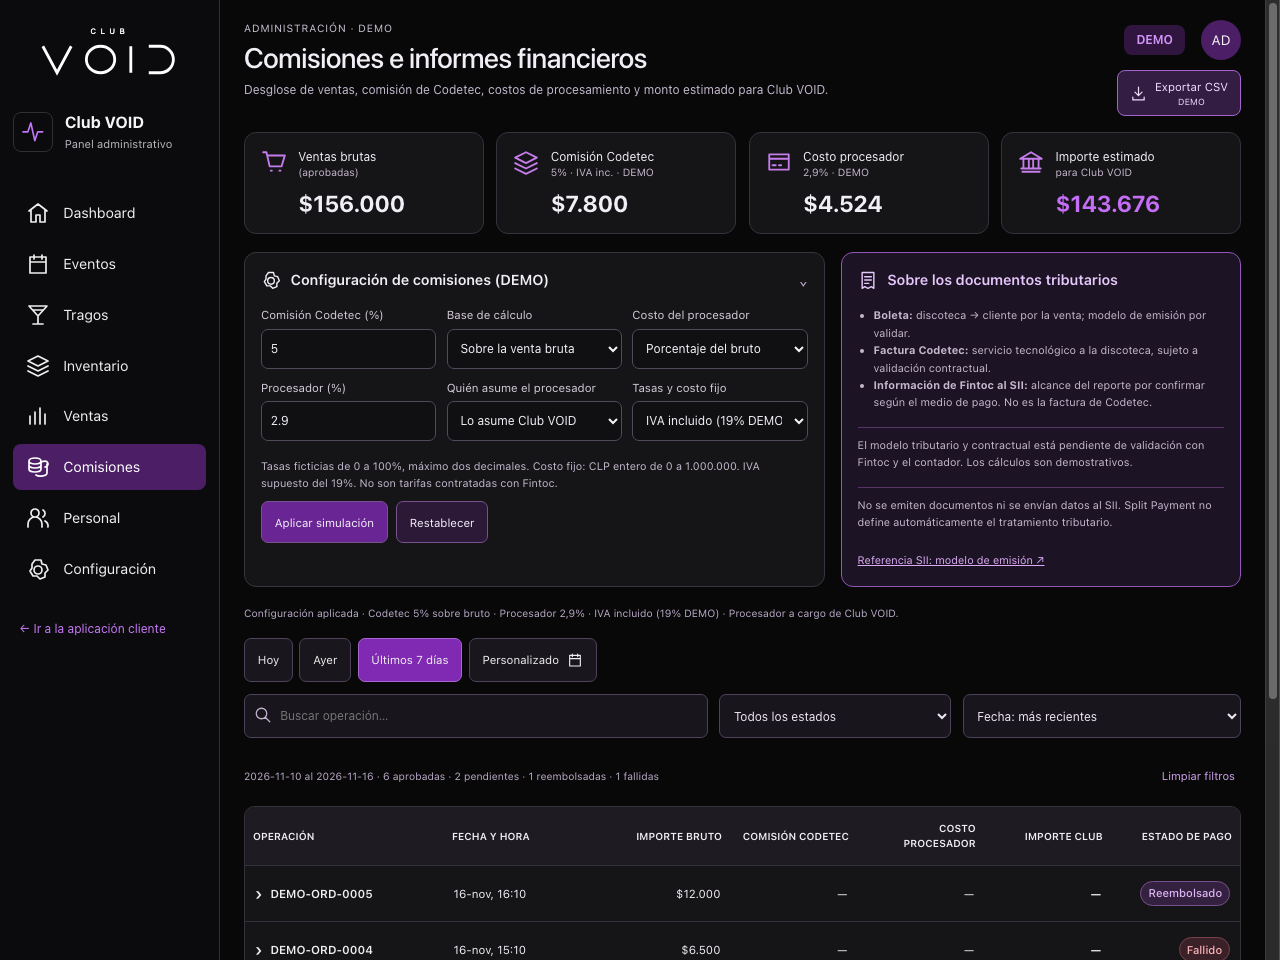 CLUB
VOID
Club VOID
Panel administrativo
Dashboard
Eventos
Tragos
Inventario
Ventas
Comisiones
Personal
Configuración
← Ir a la aplicación cliente
ADMINISTRACIÓN · DEMO
Comisiones e informes financieros
Desglose de ventas, comisión de Codetec, costos de procesamiento y monto estimado para Club VOID.
DEMO
AD
Exportar CSV
DEMO
Ventas brutas
(aprobadas)
$156.000
Comisión Codetec
5% · IVA inc. · DEMO
$7.800
Costo procesador
2,9% · DEMO
$4.524
Importe estimado
para Club VOID
$143.676
Configuración de comisiones (DEMO)
Comisión Codetec (%)
Base de cálculo
Costo del procesador
5
Sobre la venta bruta
Porcentaje del bruto
Procesador (%)
Quién asume el procesador
Tasas y costo fijo
2.9
Lo asume Club VOID
IVA incluido (19% DEMO
Tasas ficticias de 0 a 100%, máximo dos decimales. Costo fijo: CLP entero de 0 a 1.000.000. IVA
supuesto del 19%. No son tarifas contratadas con Fintoc.
Aplicar simulación
Restablecer
Sobre los documentos tributarios
• Boleta: discoteca → cliente por la venta; modelo de emisión por
validar.
• Factura Codetec: servicio tecnológico a la discoteca, sujeto a
validación contractual.
• Información de Fintoc al SII: alcance del reporte por confirmar
según el medio de pago. No es la factura de Codetec.
El modelo tributario y contractual está pendiente de validación con
Fintoc y el contador. Los cálculos son demostrativos.
No se emiten documentos ni se envían datos al SII. Split Payment no
define automáticamente el tratamiento tributario.
Referencia SII: modelo de emisión ↗
Configuración aplicada · Codetec 5% sobre bruto · Procesador 2,9% · IVA incluido (19% DEMO) · Procesador a cargo de Club VOID.
Hoy
Ayer
Últimos 7 días
Personalizado
Buscar operación...
Todos los estados
Fecha: más recientes
2026-11-10 al 2026-11-16 · 6 aprobadas · 2 pendientes · 1 reembolsadas · 1 fallidas
Limpiar filtros
OPERACIÓN
FECHA Y HORA
IMPORTE BRUTO
COMISIÓN CODETEC
COSTO
PROCESADOR
IMPORTE CLUB
ESTADO DE PAGO
› DEMO-ORD-0005
16-nov, 16:10
$12.000
—
—
—
Reembolsado
› DEMO-ORD-0004
16-nov, 15:10
$6.500
—
—
—
Fallido